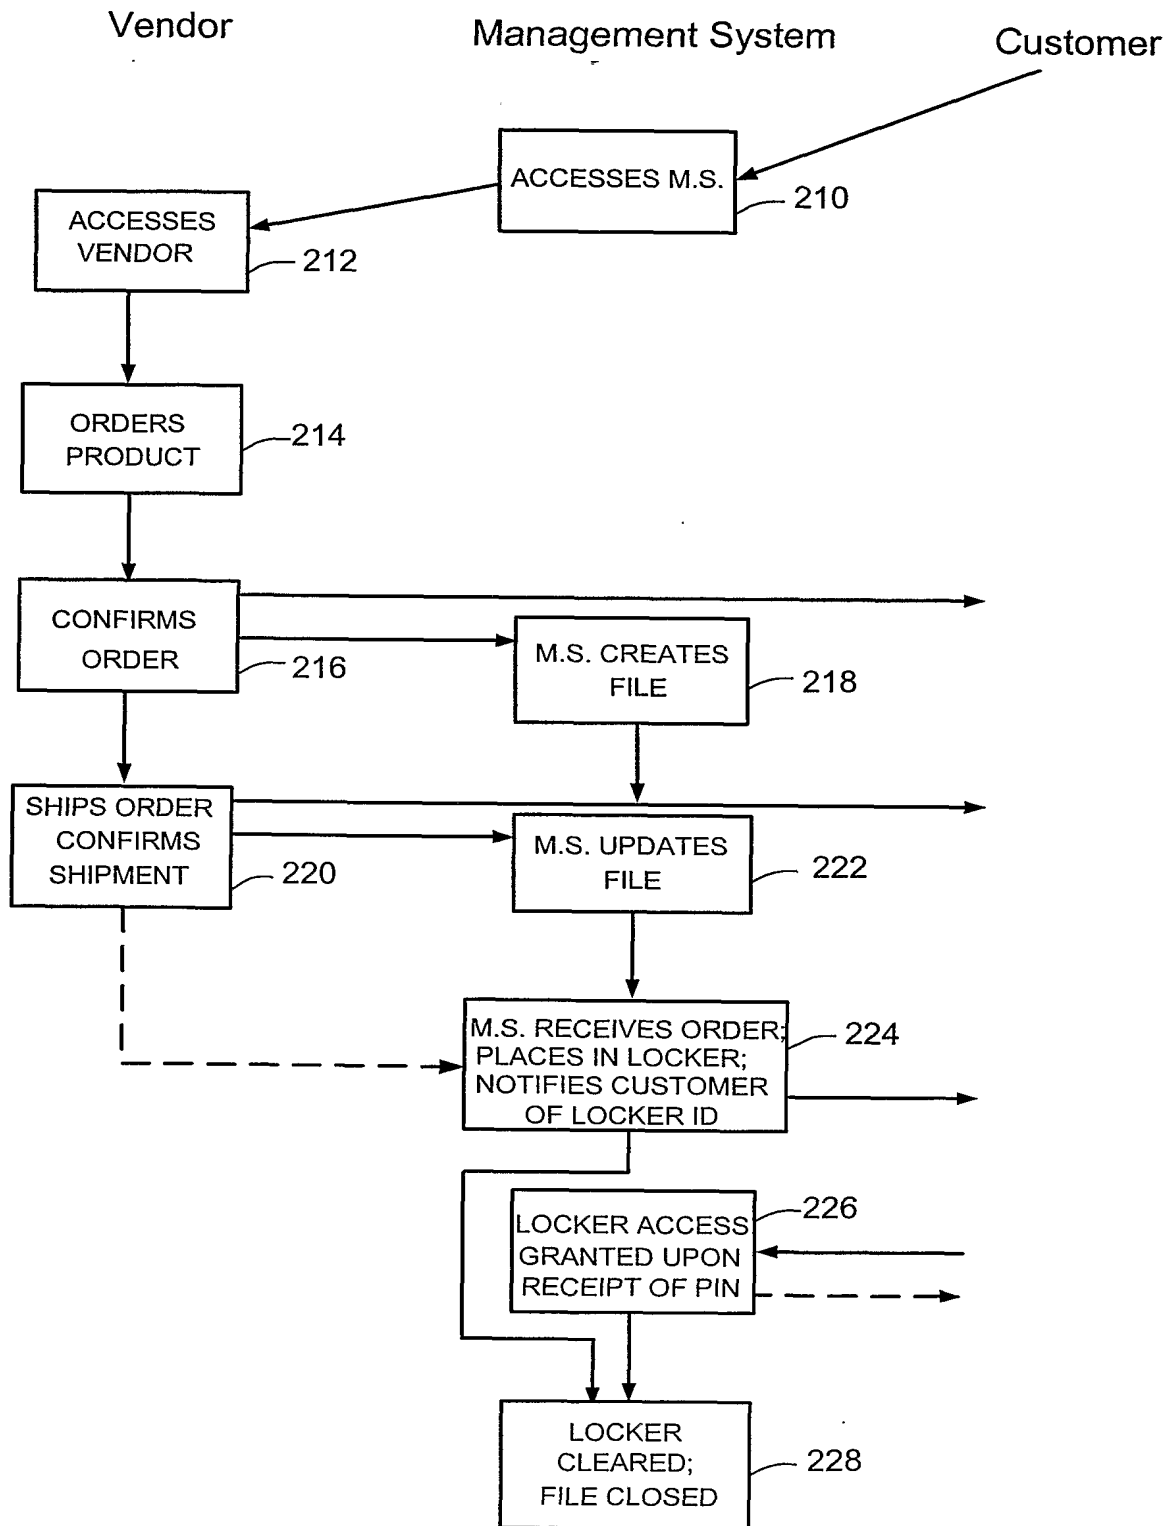 Vendor
Management System
Customer
ACCESSES M.S.
210
ACCESSES
VENDOR
212
ORDERS
PRODUCT
214
CONFIRMS
ORDER
216
M.S. CREATES
FILE
218
SHIPS ORDER
CONFIRMS
SHIPMENT
220
M.S. UPDATES
FILE
222
M.S. RECEIVES ORDER;
PLACES IN LOCKER;
NOTIFIES CUSTOMER
OF LOCKER ID
224
LOCKER ACCESS
GRANTED UPON
RECEIPT OF PIN
226
LOCKER
CLEARED;
FILE CLOSED
228